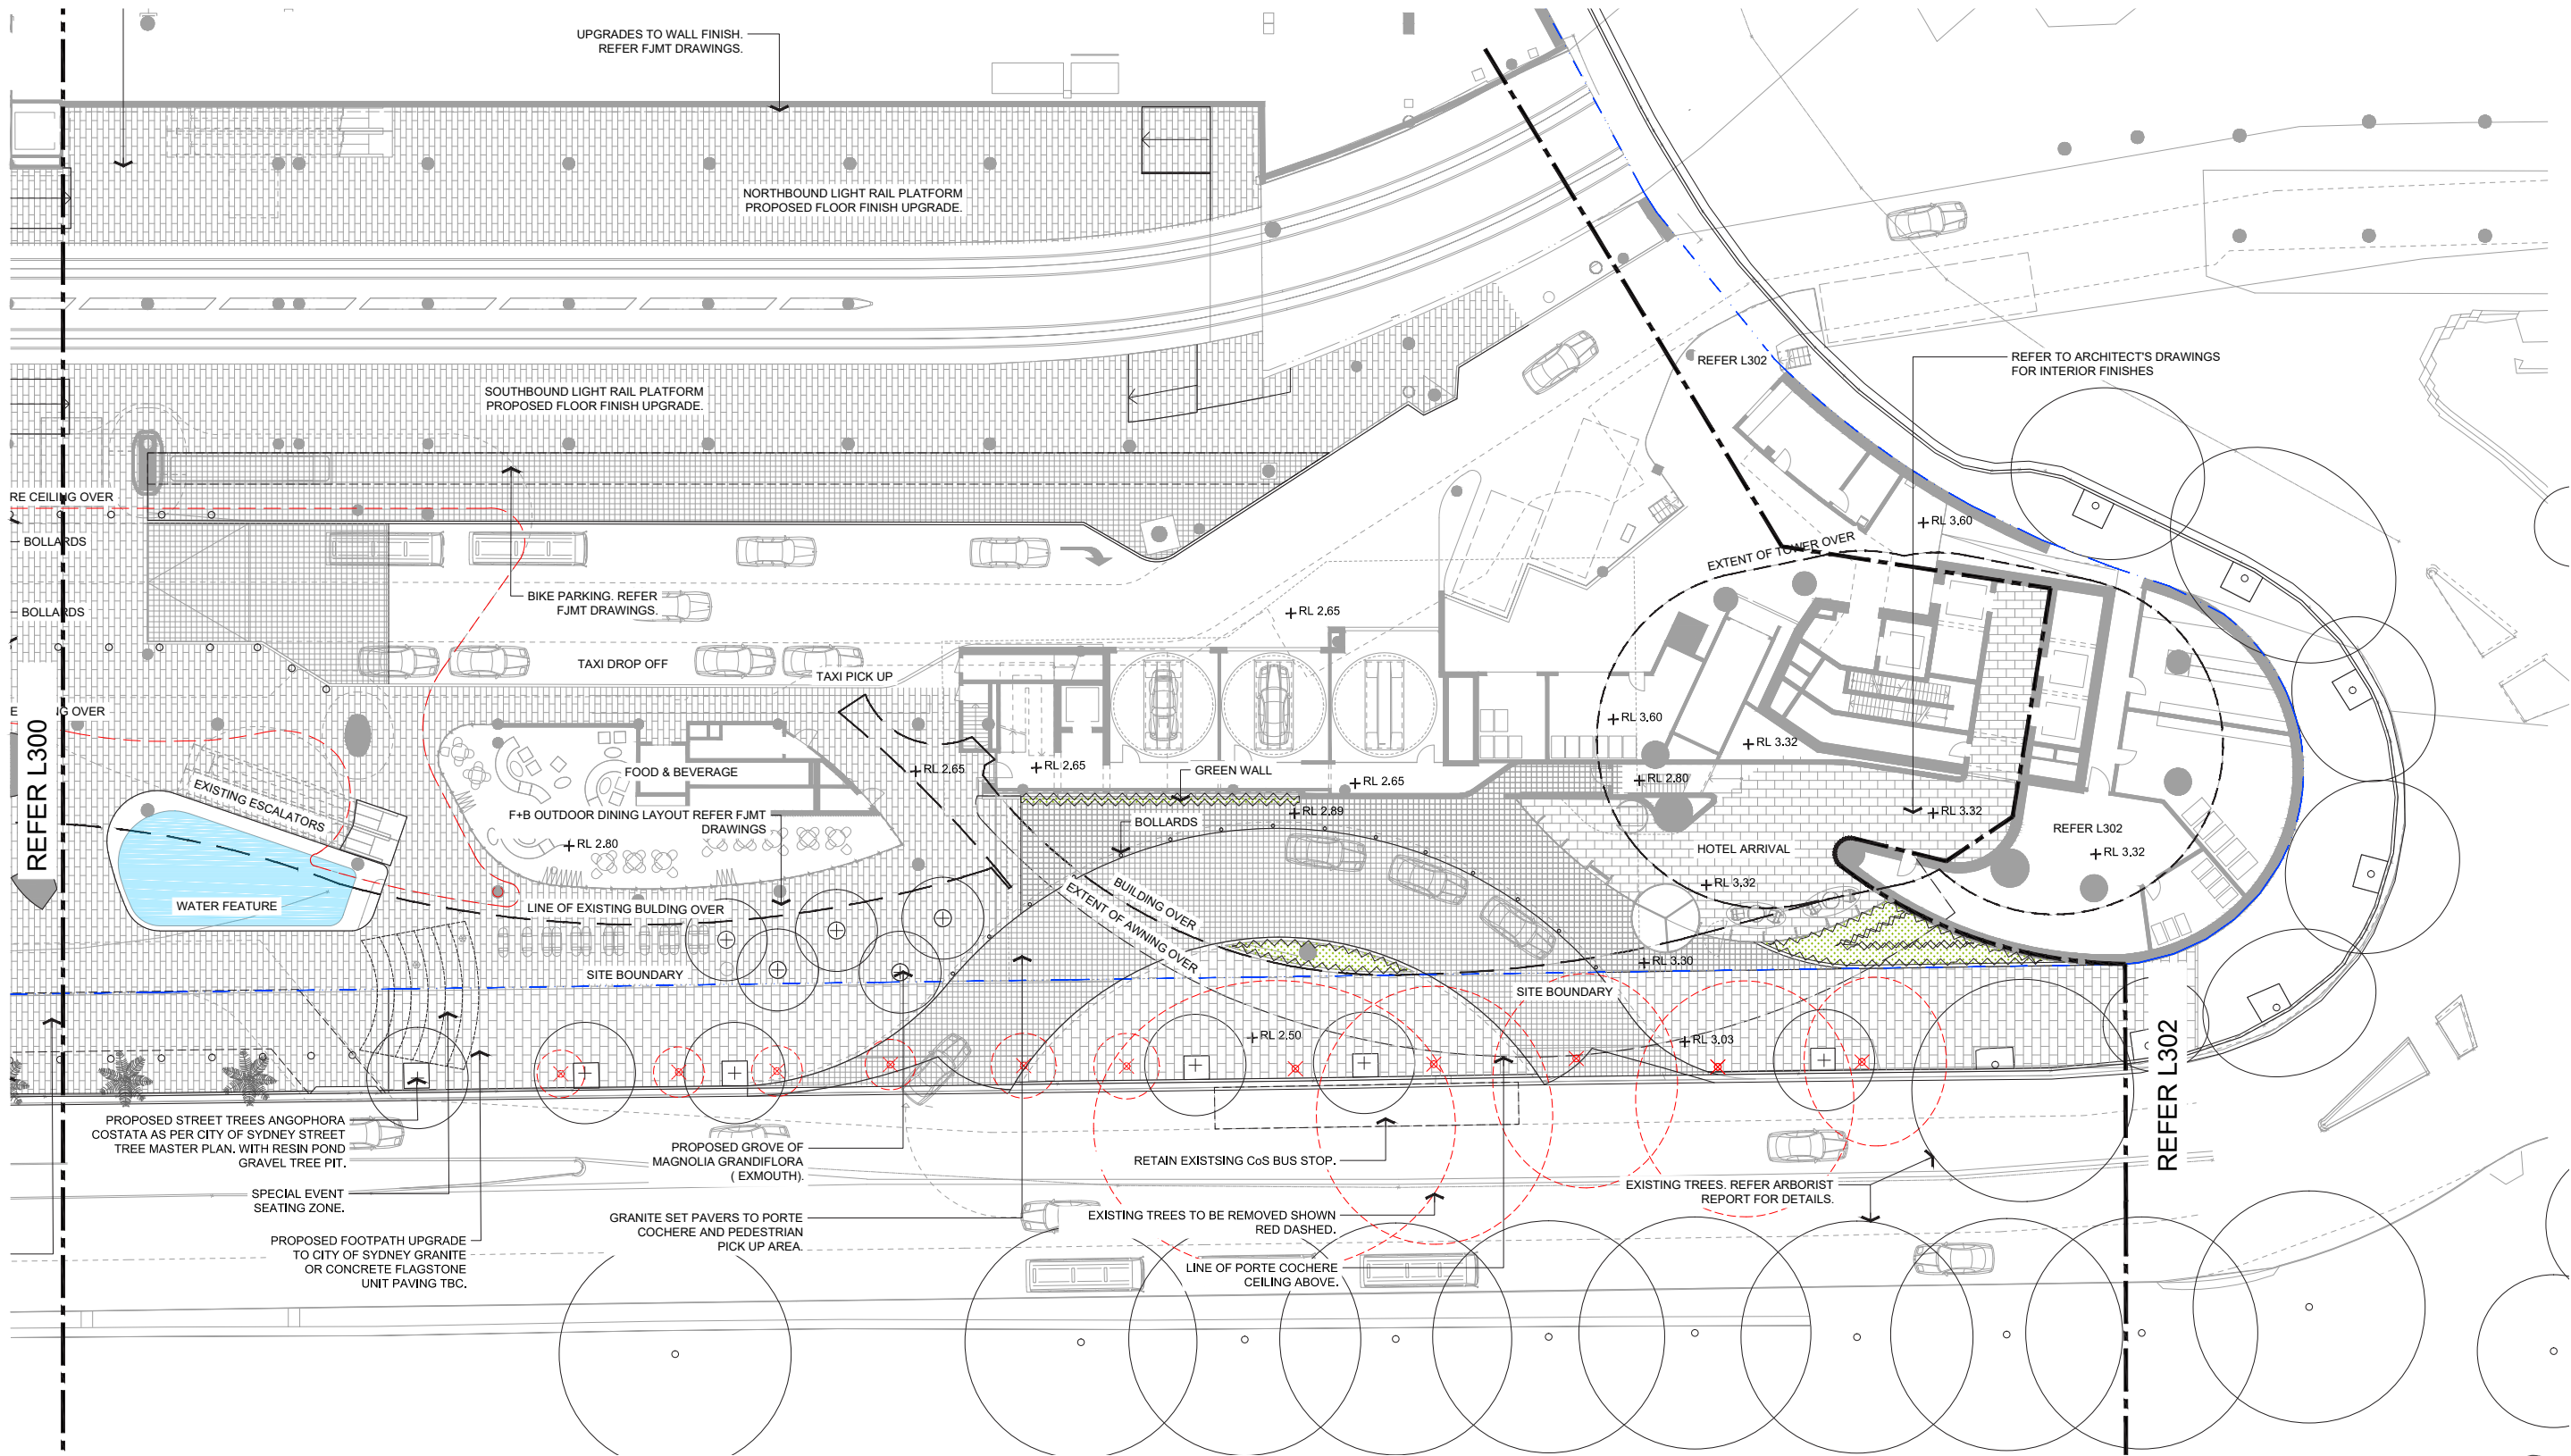 UPGRADES TO WALL FINISH.
REFER FJMT DRAWINGS.
NORTHBOUND LIGHT RAIL PLATFORM
PROPOSED FLOOR FINISH UPGRADE.
REFER L302
REFER TO ARCHITECT'S DRAWINGS
FOR INTERIOR FINISHES
SOUTHBOUND LIGHT RAIL PLATFORM
PROPOSED FLOOR FINISH UPGRADE.
RE CEILING OVER
BOLLARDS
RL 3.60
EXTENT OF TOWER OVER
BIKE PARKING. REFER
FJMT DRAWINGS.
BOLLARDS
RL 2.65
TAXI DROP OFF
TAXI PICK UP
OVER
REFER L300
RL 3.60
RL 3.32
FOOD & BEVERAGE
RL 2.65
RL 2.65
GREEN WALL
RL 2.65
RL 2.80
EXISTING ESCALATORS
F+B OUTDOOR DINING LAYOUT REFER FJMT
DRAWINGS
RL 2.89
BOLLARDS
RL 3.32
REFER L302
RL 2.80
HOTEL ARRIVAL
RL 3.32
RL 3.32
BUILDING OVER
EXTENT OF AWNING OVER
WATER FEATURE
LINE OF EXISTING BULDING OVER
RL 3.30
SITE BOUNDARY
SITE BOUNDARY
RL 2.50
RL 3.03
REFER L302
PROPOSED STREET TREES ANGOPHORA
COSTATA AS PER CITY OF SYDNEY STREET
TREE MASTER PLAN. WITH RESIN POND
GRAVEL TREE PIT.
PROPOSED GROVE OF
MAGNOLIA GRANDIFLORA
( EXMOUTH).
RETAIN EXISTSING CoS BUS STOP.
SPECIAL EVENT
SEATING ZONE.
EXISTING TREES. REFER ARBORIST
REPORT FOR DETAILS.
GRANITE SET PAVERS TO PORTE
COCHERE AND PEDESTRIAN
PICK UP AREA.
EXISTING TREES TO BE REMOVED SHOWN
RED DASHED.
PROPOSED FOOTPATH UPGRADE
TO CITY OF SYDNEY GRANITE
OR CONCRETE FLAGSTONE
UNIT PAVING TBC.
LINE OF PORTE COCHERE
CEILING ABOVE.